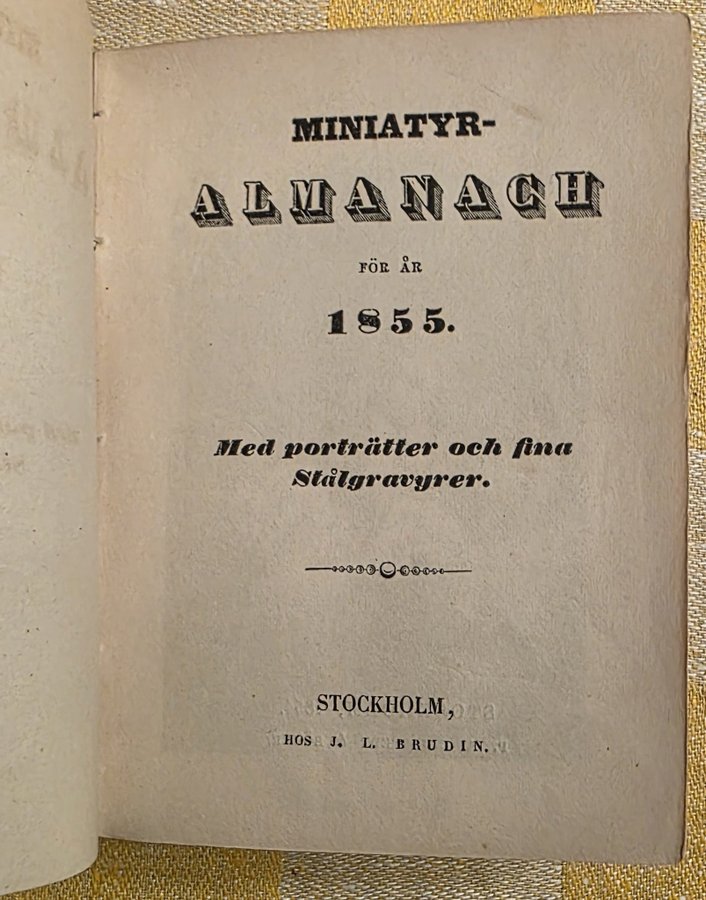 MINIATYR-
ALMANACH
FÖR ÅR
1855.
Med porträtter och fina
Stålgravyrer.
STOCKHOLM,
HOS J. L. BRUDIN.